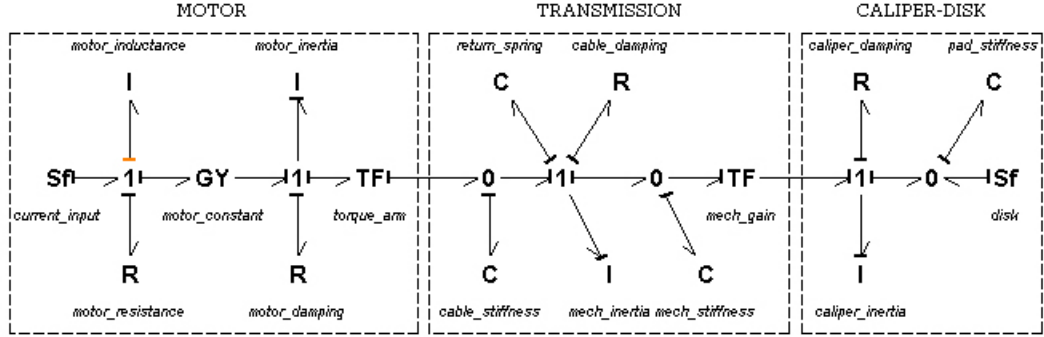 MOTOR TRANSMISSION CALIPER-DISK
motor_inductance motor_inertia return_spring cable_damping caliper_damping pad_stiffness
I I C R R C
Sf 1 GY 1 TF 0 1 0 TF 1 0 Sf
current_input motor_constant torque_arm mech_gain disk
R R C I C I
motor_resistance motor_damping cable_stiffness mech_inertia mech_stiffness caliper_inertia